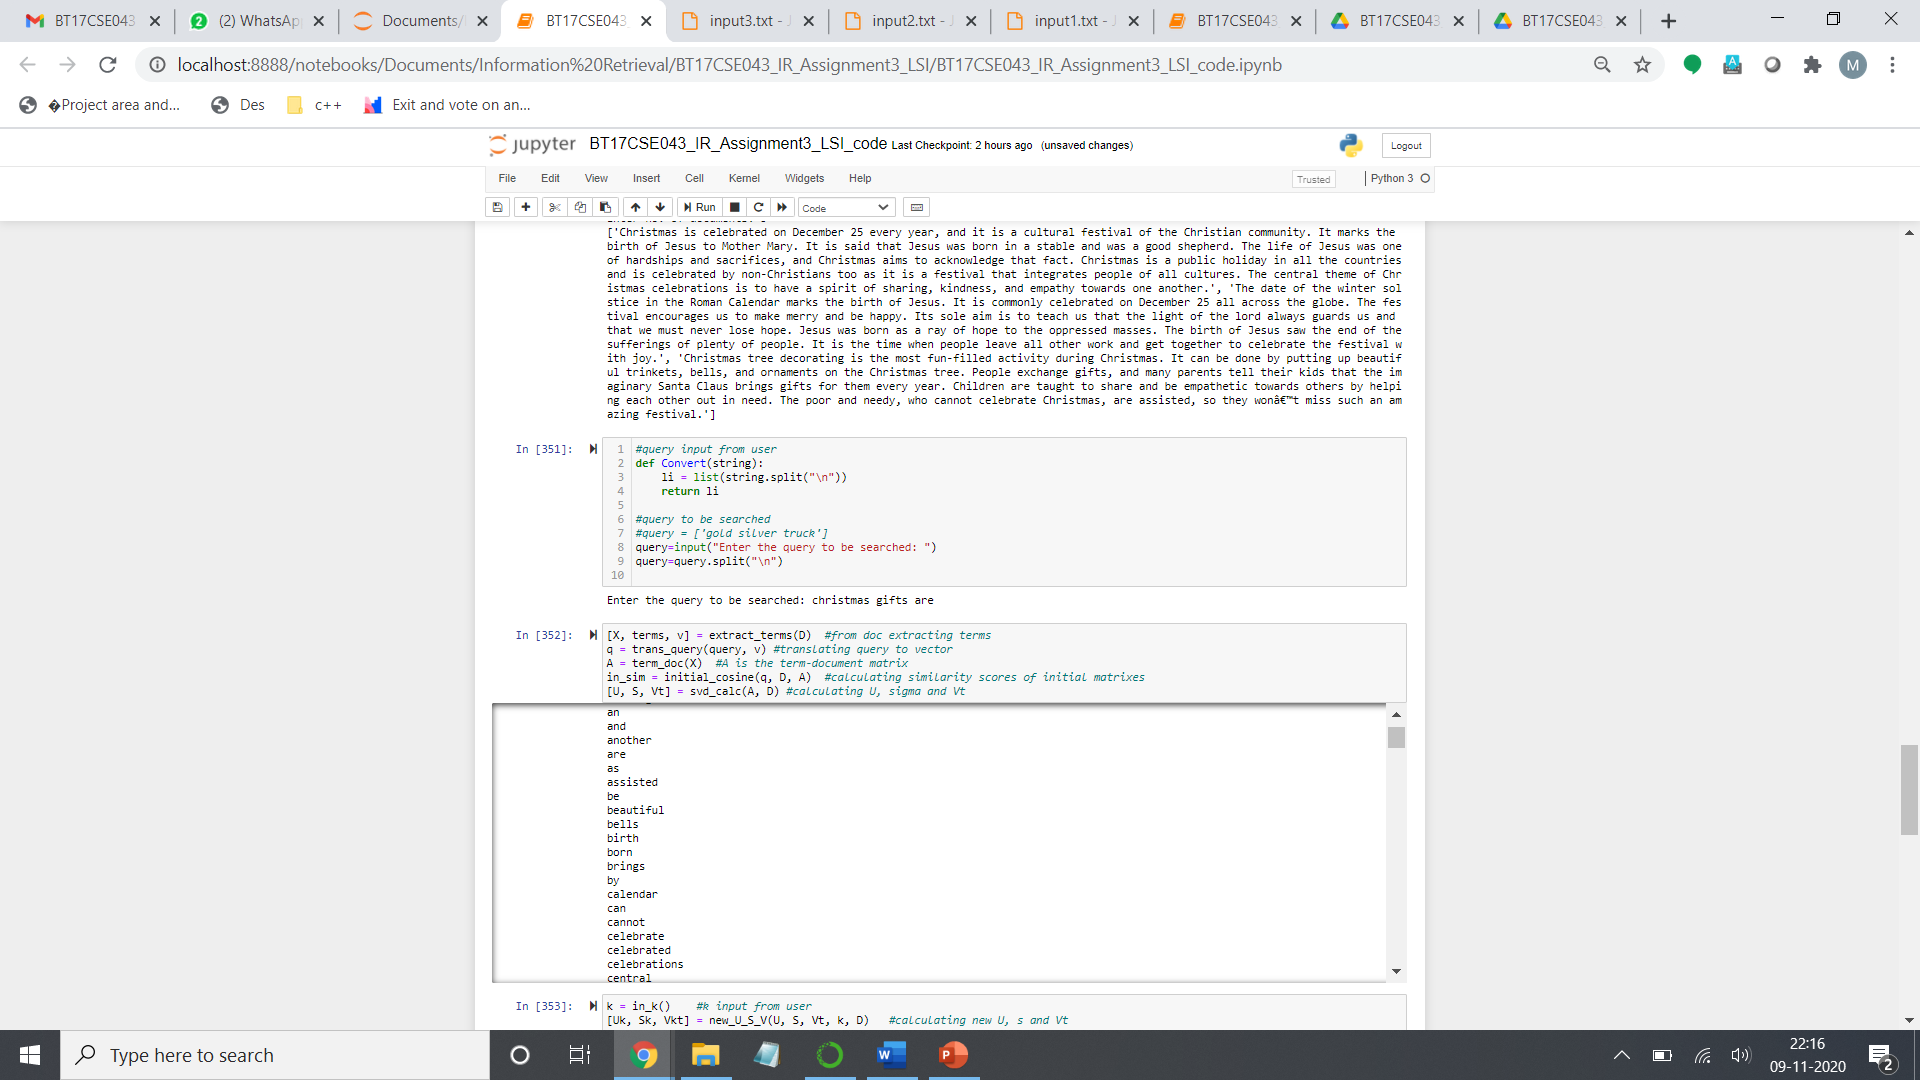 BT17CSE043
(2) WhatsAp
Documents/
BT17CSE043
input3.txt - J
input2.txt - J
input1.txt - J
BT17CSE043
BT17CSE043
BT17CSE043
localhost:8888/notebooks/Documents/Information%20Retrieval/BT17CSE043_IR_Assignment3_LSI/BT17CSE043_IR_Assignment3_LSI_code.ipynb
M
�Project area and...
Des
c++
Exit and vote on an...
jupyter BT17CSE043_IR_Assignment3_LSI_code Last Checkpoint: 2 hours ago (unsaved changes)
Logout
File Edit View Insert Cell Kernel Widgets Help
Trusted
Python 3
Run
Code
['Christmas is celebrated on December 25 every year, and it is a cultural festival of the Christian community. It marks the
birth of Jesus to Mother Mary. It is said that Jesus was born in a stable and was a good shepherd. The life of Jesus was one
of hardships and sacrifices, and Christmas aims to acknowledge that fact. Christmas is a public holiday in all the countries
and is celebrated by non-Christians too as it is a festival that integrates people of all cultures. The central theme of Chr
istmas celebrations is to have a spirit of sharing, kindness, and empathy towards one another.', 'The date of the winter sol
stice in the Roman Calendar marks the birth of Jesus. It is commonly celebrated on December 25 all across the globe. The fes
tival encourages us to make merry and be happy. Its sole aim is to teach us that the light of the lord always guards us and
that we must never lose hope. Jesus was born as a ray of hope to the oppressed masses. The birth of Jesus saw the end of the
sufferings of plenty of people. It is the time when people leave all other work and get together to celebrate the festival w
ith joy.', 'Christmas tree decorating is the most fun-filled activity during Christmas. It can be done by putting up beautif
ul trinkets, bells, and ornaments on the Christmas tree. People exchange gifts, and many parents tell their kids that the im
aginary Santa Claus brings gifts for them every year. Children are taught to share and be empathetic towards others by helpi
ng each other out in need. The poor and needy, who cannot celebrate Christmas, are assisted, so they wonâ€™t miss such an am
azing festival.']
In [351]:
1 #query input from user
2 def Convert(string):
3 li = list(string.split("\n"))
4 return li
5
6 #query to be searched
7 #query = ['gold silver truck']
8 query=input("Enter the query to be searched: ")
9 query=query.split("\n")
10
Enter the query to be searched: christmas gifts are
In [352]:
[X, terms, v] = extract_terms(D) #from doc extracting terms
q = trans_query(query, v) #translating query to vector
A = term_doc(X) #A is the term-document matrix
in_sim = initial_cosine(q, D, A) #calculating similarity scores of initial matrixes
[U, S, Vt] = svd_calc(A, D) #calculating U, sigma and Vt
an
and
another
are
as
assisted
be
beautiful
bells
birth
born
brings
by
calendar
can
cannot
celebrate
celebrated
celebrations
central
In [353]:
k = in_k() #k input from user
[Uk, Sk, Vkt] = new_U_S_V(U, S, Vt, k, D) #calculating new U, s and Vt
Type here to search
22:16
09-11-2020
2